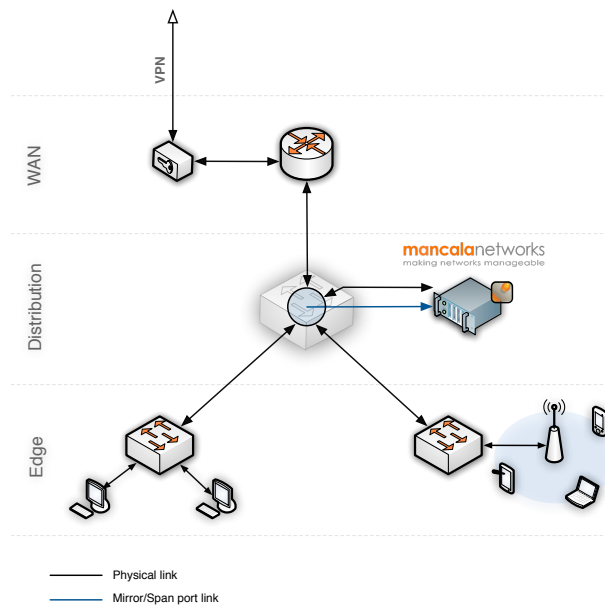 VPN
WAN
mancalanetworks
making networks manageable
Distribution
Edge
Physical link
Mirror/Span port link